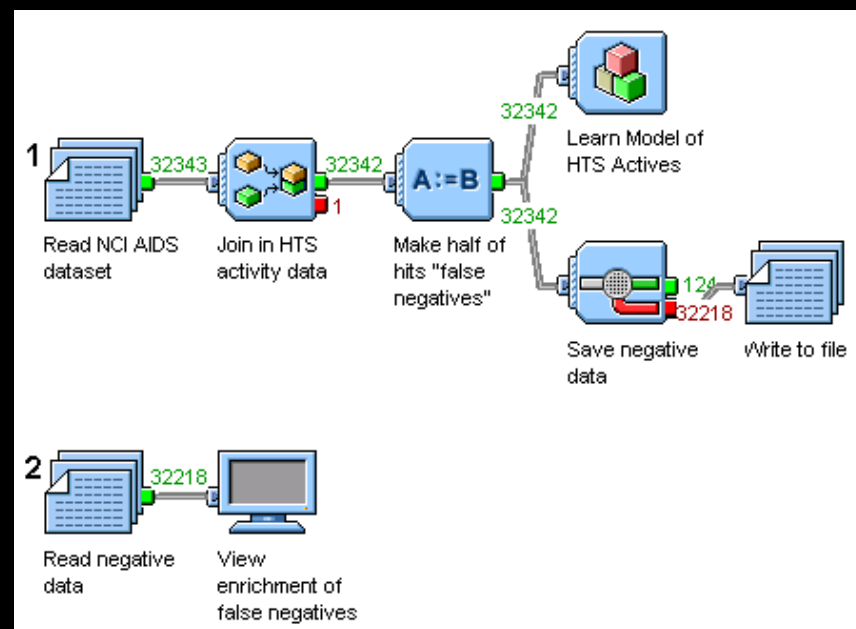 32342
Learn Model of
HTS Actives
1
32343
32342
A:=B
1
32342
Read NCI AIDS
dataset
Join in HTS
activity data
Make half of
hits "false
negatives"
124
32218
Save negative
data
Write to file
2
32218
Read negative
data
View
enrichment of
false negatives